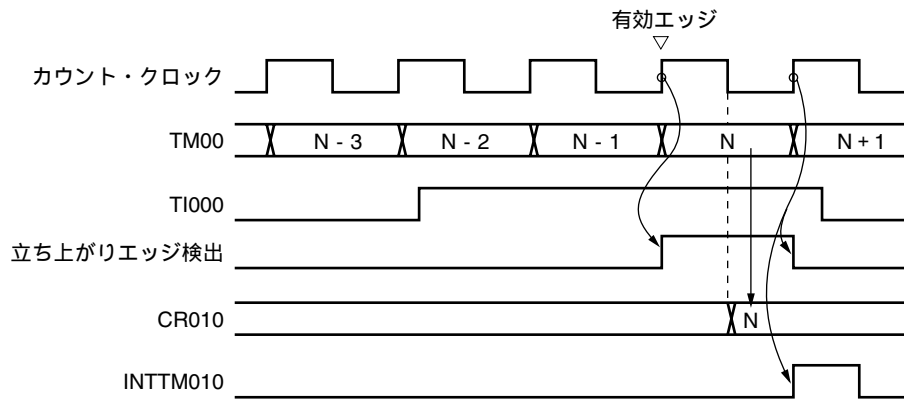 有効エッジ
カウント・クロック
TM00 N - 3 N - 2 N - 1 N N + 1
TI000
立ち上がりエッジ検出
CR010 N
INTTM010